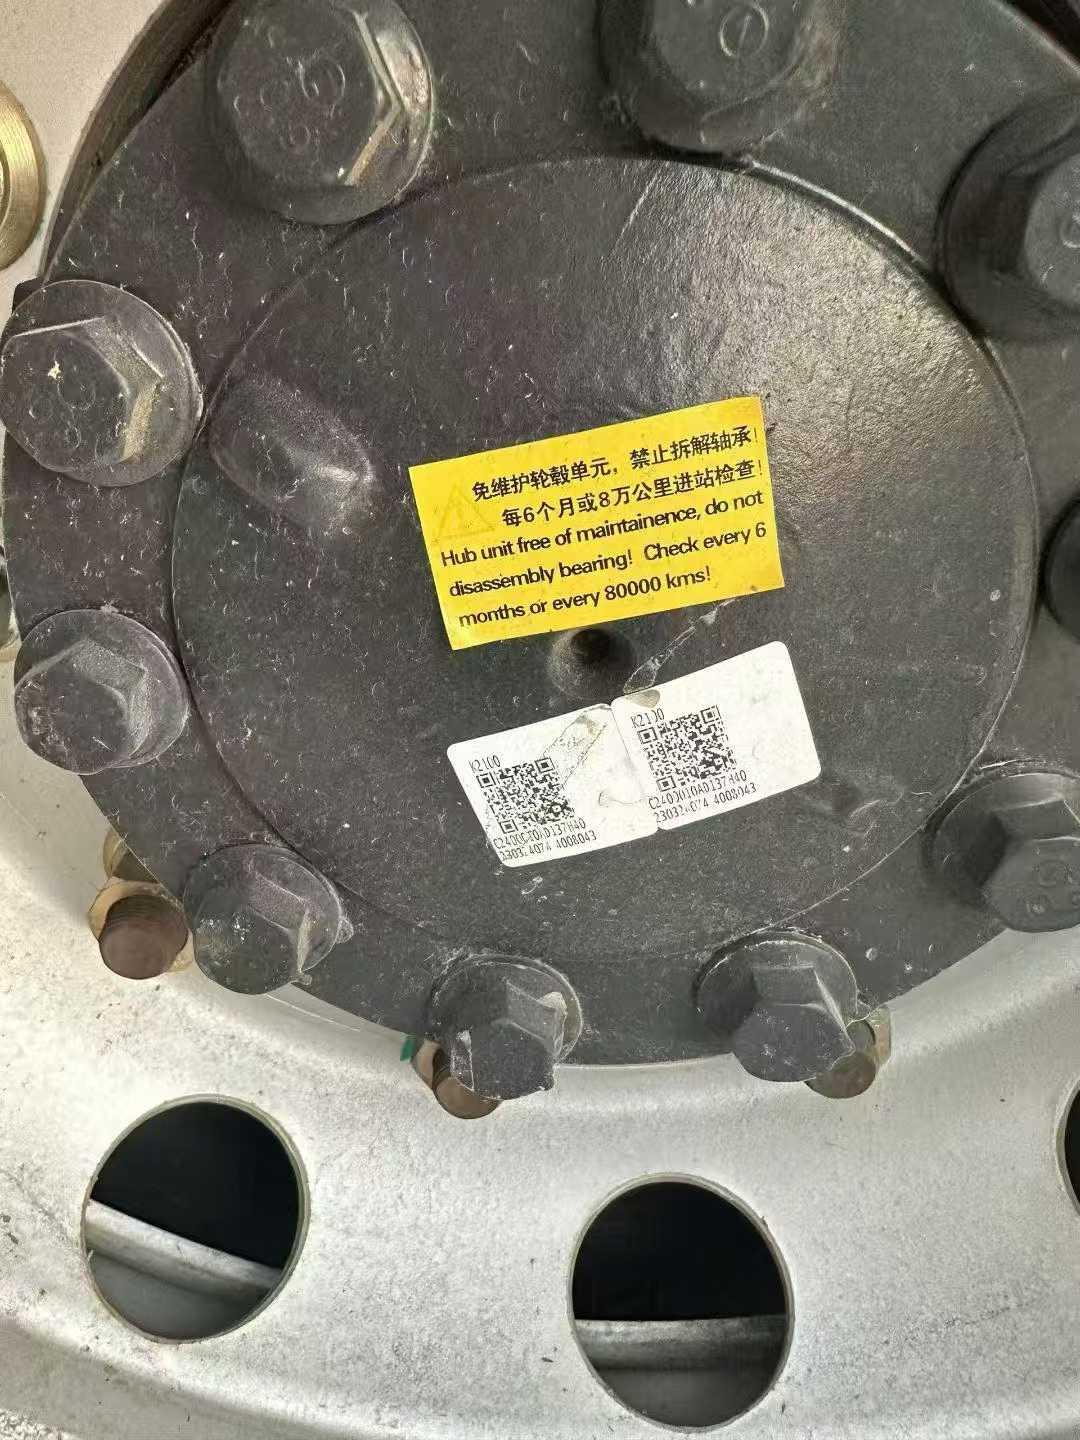 免维护轮毂单元，禁止拆解轴承!
每6个月或8万公里进站检查!
Hub unit free of maintainence, do not
disassembly bearing! Check every 6
months or every 80000 kms!
K2100
4008043
K2100
4008043